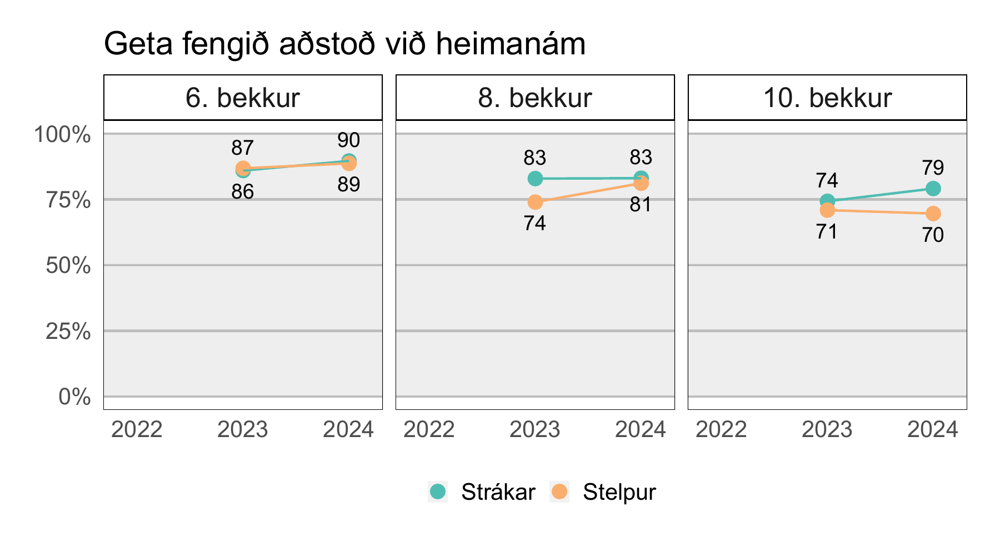 Geta fengið aðstoð við heimanám
6. bekkur 8. bekkur 10. bekkur
100%
75%
50%
25%
0%
87 90
86 89
83 83
74 81
74 79
71 70
2022 2023 2024 2022 2023 2024 2022 2023 2024
Strákar Stelpur